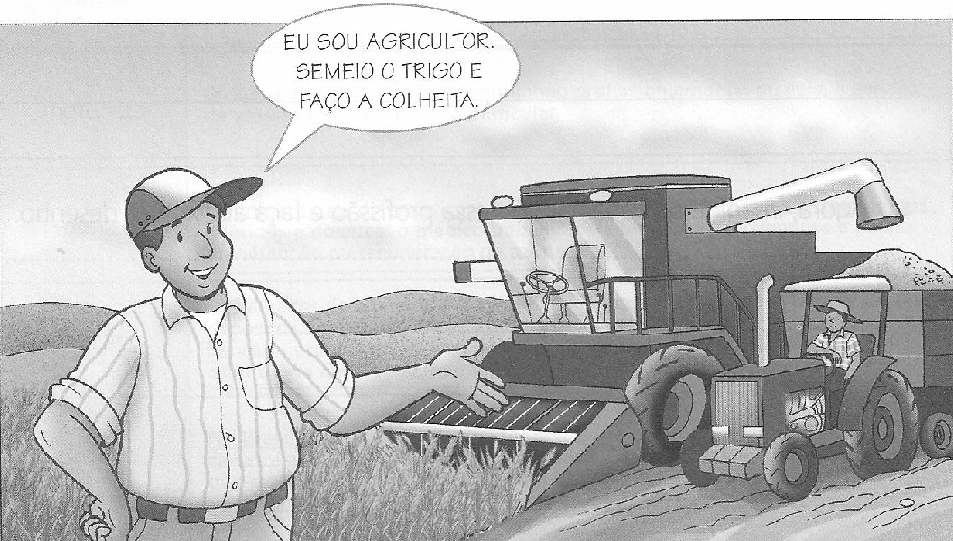 EU SOU AGRICULTOR.
SEMEIO O TRIGO E
FAÇO A COLHEITA.